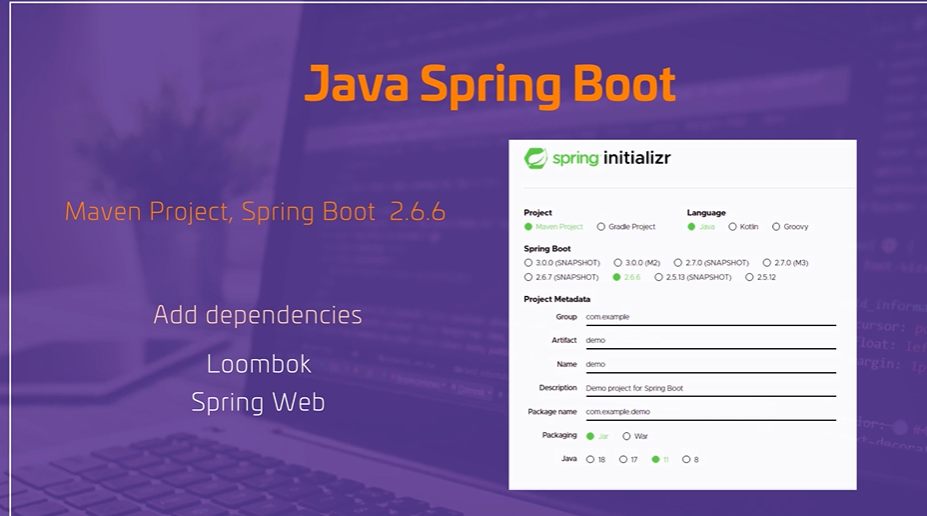 Java Spring Boot
Maven Project, Spring Boot 2.6.6
Add dependencies
Loombok
Spring Web
spring initializr
Project
Maven Project Gradle Project
Language
Java Kotlin Groovy
Spring Boot
3.0.0 (SNAPSHOT) 3.0.0 (M2) 2.7.0 (SNAPSHOT) 2.7.0 (M3)
2.6.7 (SNAPSHOT) 2.6.6 2.5.13 (SNAPSHOT) 2.5.12
Project Metadata
Group com.example
Artifact demo
Name demo
Description Demo project for Spring Boot
Package name com.example.demo
Packaging Jar War
Java 18 17 11 8